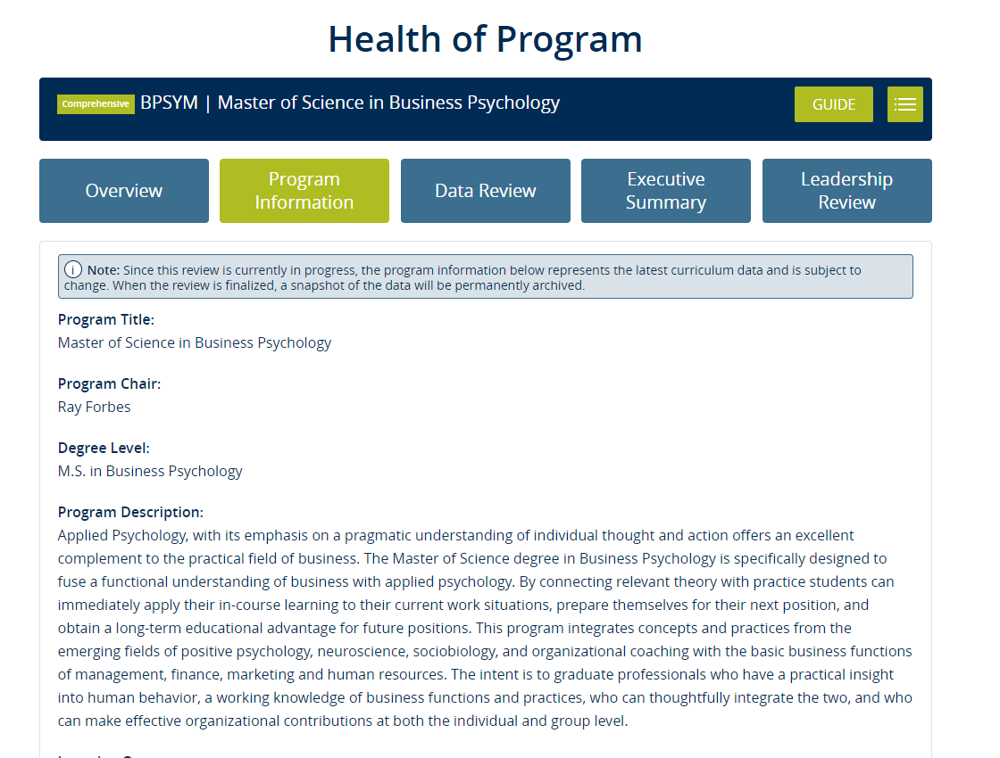 Health of Program
Comprehensive BPSYM | Master of Science in Business Psychology
GUIDE
Overview
Program
Information
Data Review
Executive
Summary
Leadership
Review
i Note: Since this review is currently in progress, the program information below represents the latest curriculum data and is subject to
change. When the review is finalized, a snapshot of the data will be permanently archived.
Program Title:
Master of Science in Business Psychology
Program Chair:
Ray Forbes
Degree Level:
M.S. in Business Psychology
Program Description:
Applied Psychology, with its emphasis on a pragmatic understanding of individual thought and action offers an excellent
complement to the practical field of business. The Master of Science degree in Business Psychology is specifically designed to
fuse a functional understanding of business with applied psychology. By connecting relevant theory with practice students can
immediately apply their in-course learning to their current work situations, prepare themselves for their next position, and
obtain a long-term educational advantage for future positions. This program integrates concepts and practices from the
emerging fields of positive psychology, neuroscience, sociobiology, and organizational coaching with the basic business functions
of management, finance, marketing and human resources. The intent is to graduate professionals who have a practical insight
into human behavior, a working knowledge of business functions and practices, who can thoughtfully integrate the two, and who
can make effective organizational contributions at both the individual and group level.